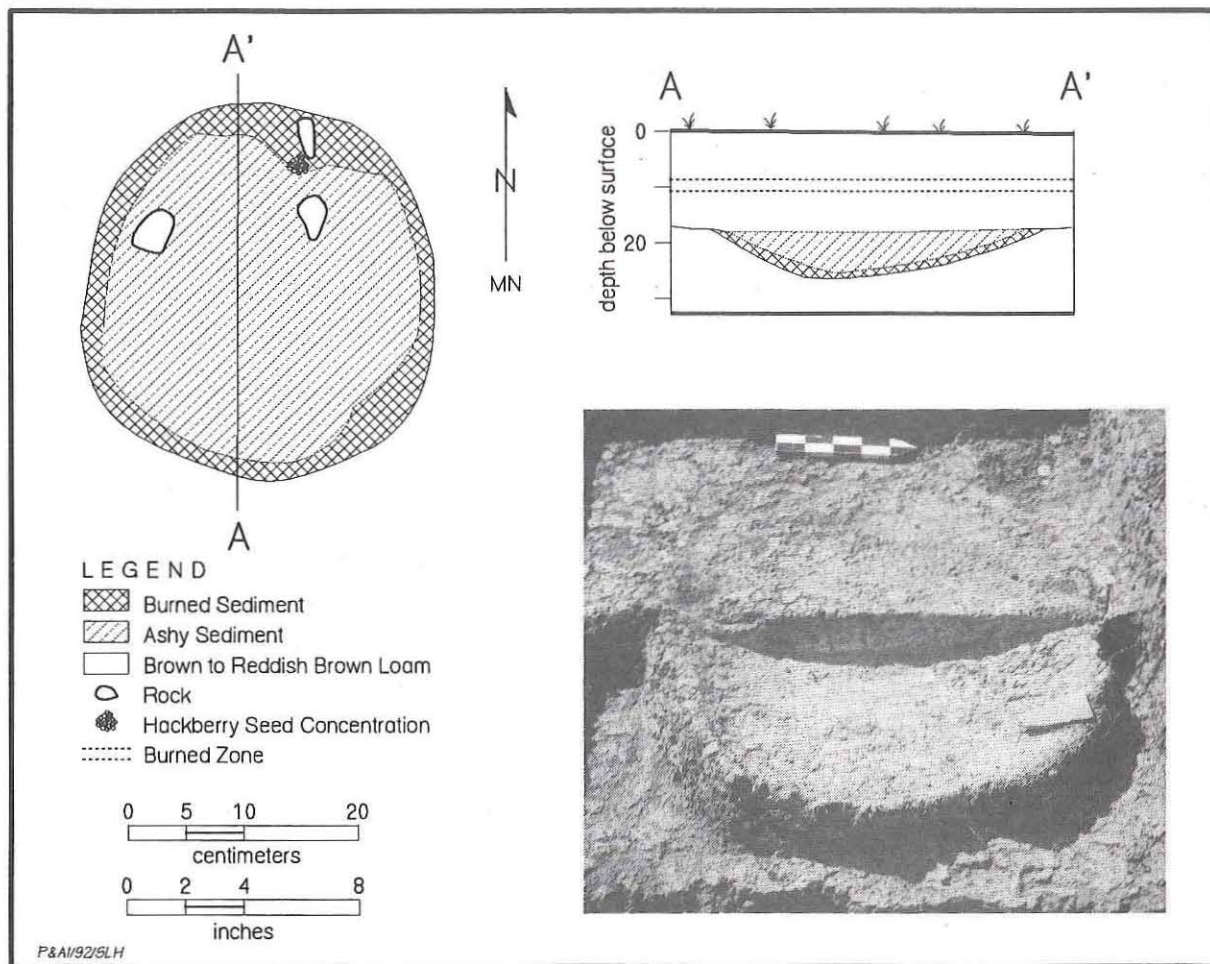 A'
A
N
MN
A A'
0
20
depth below surface
LEGEND
Burned Sediment
Ashy Sediment
Brown to Reddish Brown Loam
Rock
Hackberry Seed Concentration
Burned Zone
0 5 10 20
centimeters
0 2 4 8
inches
P&AI/92/SLH